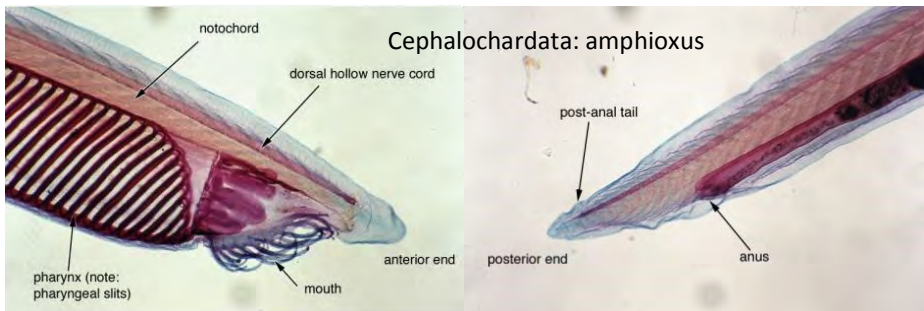 Cephalochardata: amphioxus
notochord
dorsal hollow nerve cord
anterior end
mouth
pharynx (note:
pharyngeal slits)
post-anal tail
posterior end
anus